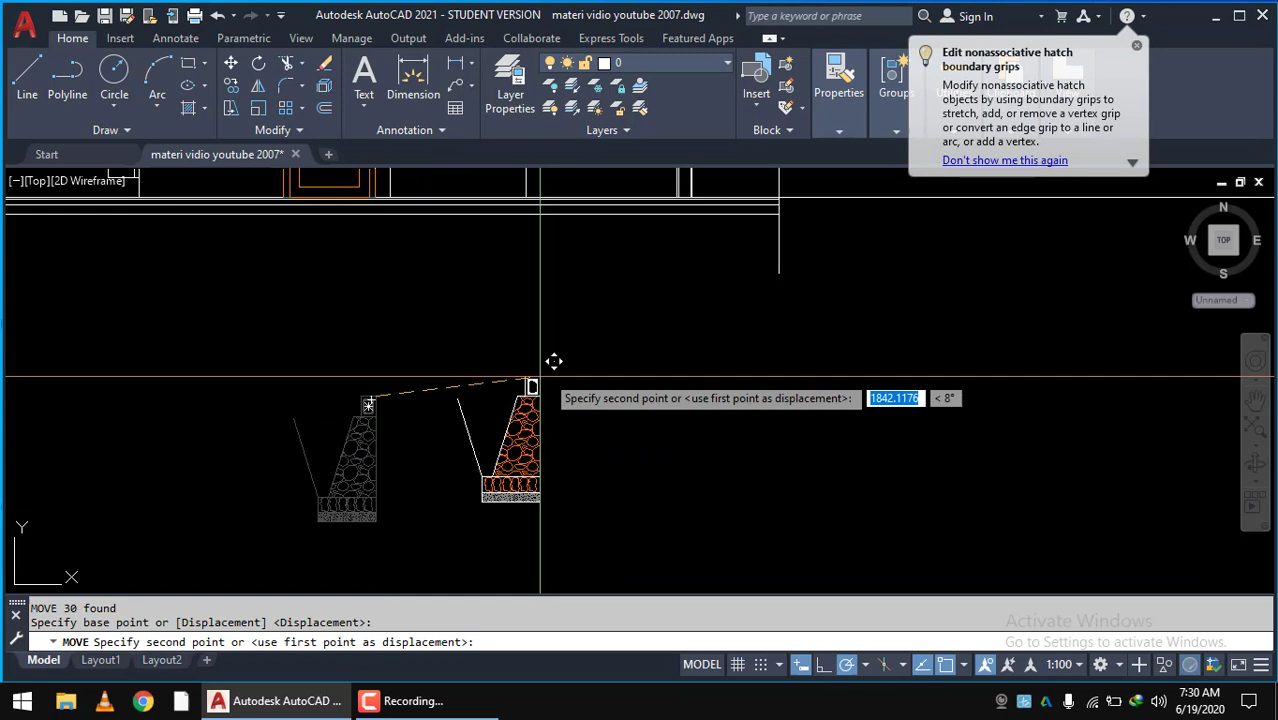 Autodesk AutoCAD 2021 - STUDENT VERSION materi vidio youtube 2007.dwg
Type a keyword or phrase
Sign In
Home Insert Annotate Parametric View Manage Output Add-ins Collaborate Express Tools Featured Apps
Line Polyline Circle Arc
Text Dimension
Layer Properties
0
Insert
Properties
Groups
Draw
Modify
Annotation
Layers
Block
Edit nonassociative hatch
boundary grips
Modify nonassociative hatch
objects by using boundary grips to
stretch, add, or remove a vertex grip
or convert an edge grip to a line or
arc, or add a vertex.
Don't show me this again
Start
materi vidio youtube 2007*
[−][Top][2D Wireframe]
N
W TOP E
S
Unnamed
Specify second point or <use first point as displacement>: 1842.1176 < 8°
Y
X
MOVE 30 found
Specify base point or [Displacement] <Displacement>:
MOVE Specify second point or <use first point as displacement>:
Activate Windows
Go to Settings to activate Windows.
Model Layout1 Layout2
MODEL
1:100
Autodesk AutoCAD ...
Recording...
7:30 AM
6/19/2020